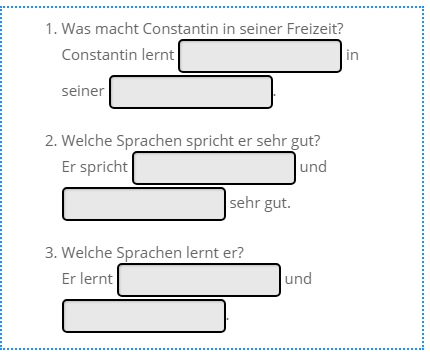 1. Was macht Constantin in seiner Freizeit?
Constantin lernt in
seiner .
2. Welche Sprachen spricht er sehr gut?
Er spricht und
sehr gut.
3. Welche Sprachen lernt er?
Er lernt und
.